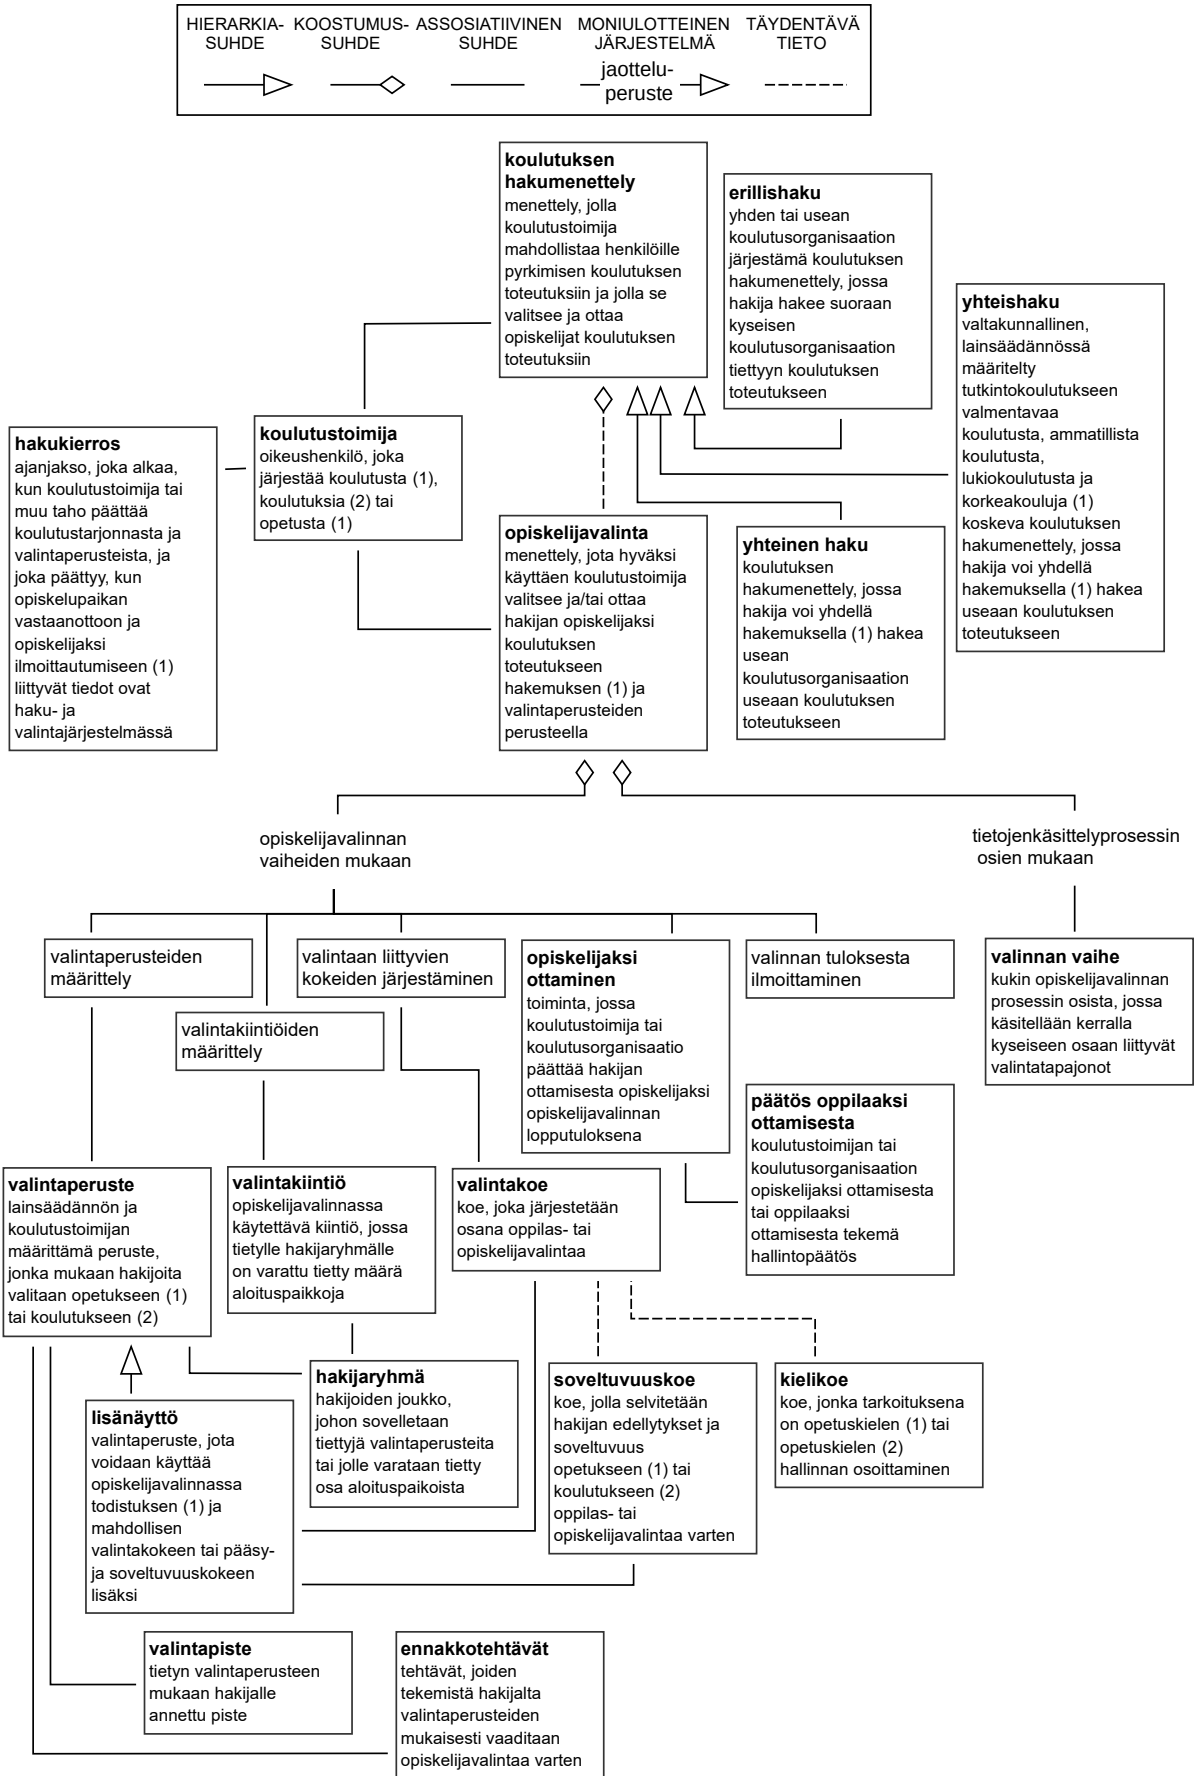 HIERARKIA-
SUHDE
KOOSTUMUS-
SUHDE
ASSOSIATIIVINEN
SUHDE
MONIULOTTEINEN
JÄRJESTELMÄ
TÄYDENTÄVÄ
TIETO
jaottelu-
peruste
koulutuksen
hakumenettely
menettely, jolla
koulutustoimija
mahdollistaa henkilöille
pyrkimisen koulutuksen
toteutuksiin ja jolla se
valitsee ja ottaa
opiskelijat koulutuksen
toteutuksiin
erillishaku
yhden tai usean
koulutusorganisaation
järjestämä koulutuksen
hakumenettely, jossa
hakija hakee suoraan
kyseisen
koulutusorganisaation
tiettyyn koulutuksen
toteutukseen
yhteishaku
valtakunnallinen,
lainsäädännössä
määritelty
tutkintokoulutukseen
valmentavaa
koulutusta, ammatillista
koulutusta,
lukiokoulutusta ja
korkeakouluja (1)
koskeva koulutuksen
hakumenettely, jossa
hakija voi yhdellä
hakemuksella (1) hakea
useaan koulutuksen
toteutukseen
hakukierros
ajanjakso, joka alkaa,
kun koulutustoimija tai
muu taho päättää
koulutustarjonnasta ja
valintaperusteista, ja
joka päättyy, kun
opiskelupaikan
vastaanottoon ja
opiskelijaksi
ilmoittautumiseen (1)
liittyvät tiedot ovat
haku- ja
valintajärjestelmässä
koulutustoimija
oikeushenkilö, joka
järjestää koulutusta (1),
koulutuksia (2) tai
opetusta (1)
opiskelijavalinta
menettely, jota hyväksi
käyttäen koulutustoimija
valitsee ja/tai ottaa
hakijan opiskelijaksi
koulutuksen
toteutukseen
hakemuksen (1) ja
valintaperusteiden
perusteella
yhteinen haku
koulutuksen
hakumenettely, jossa
hakija voi yhdellä
hakemuksella (1) hakea
usean
koulutusorganisaation
useaan koulutuksen
toteutukseen
opiskelijavalinnan
vaiheiden mukaan
tietojenkäsittelyprosessin
osien mukaan
valintaperusteiden
määrittely
valintakiintiöiden
määrittely
valintaan liittyvien
kokeiden järjestäminen
opiskelijaksi
ottaminen
toiminta, jossa
koulutustoimija tai
koulutusorganisaatio
päättää hakijan
ottamisesta opiskelijaksi
opiskelijavalinnan
lopputuloksena
valinnan tuloksesta
ilmoittaminen
valinnan vaihe
kukin opiskelijavalinnan
prosessin osista, jossa
käsitellään kerralla
kyseiseen osaan liittyvät
valintatapajonot
päätös oppilaaksi
ottamisesta
koulutustoimijan tai
koulutusorganisaation
opiskelijaksi ottamisesta
tai oppilaaksi
ottamisesta tekemä
hallintopäätös
valintaperuste
lainsäädännön ja
koulutustoimijan
määrittämä peruste,
jonka mukaan hakijoita
valitaan opetukseen (1)
tai koulutukseen (2)
valintakiintiö
opiskelijavalinnassa
käytettävä kiintiö, jossa
tietylle hakijaryhmälle
on varattu tietty määrä
aloituspaikkoja
valintakoe
koe, joka järjestetään
osana oppilas- tai
opiskelijavalintaa
lisänäyttö
valintaperuste, jota
voidaan käyttää
opiskelijavalinnassa
todistuksen (1) ja
mahdollisen
valintakokeen tai pääsy-
ja soveltuvuuskokeen
lisäksi
hakijaryhmä
hakijoiden joukko,
johon sovelletaan
tiettyjä valintaperusteita
tai jolle varataan tietty
osa aloituspaikoista
soveltuvuuskoe
koe, jolla selvitetään
hakijan edellytykset ja
soveltuvuus
opetukseen (1) tai
koulutukseen (2)
oppilas- tai
opiskelijavalintaa varten
kielikoe
koe, jonka tarkoituksena
on opetuskielen (1) tai
opetuskielen (2)
hallinnan osoittaminen
valintapiste
tietyn valintaperusteen
mukaan hakijalle
annettu piste
ennakkotehtävät
tehtävät, joiden
tekemistä hakijalta
valintaperusteiden
mukaisesti vaaditaan
opiskelijavalintaa varten